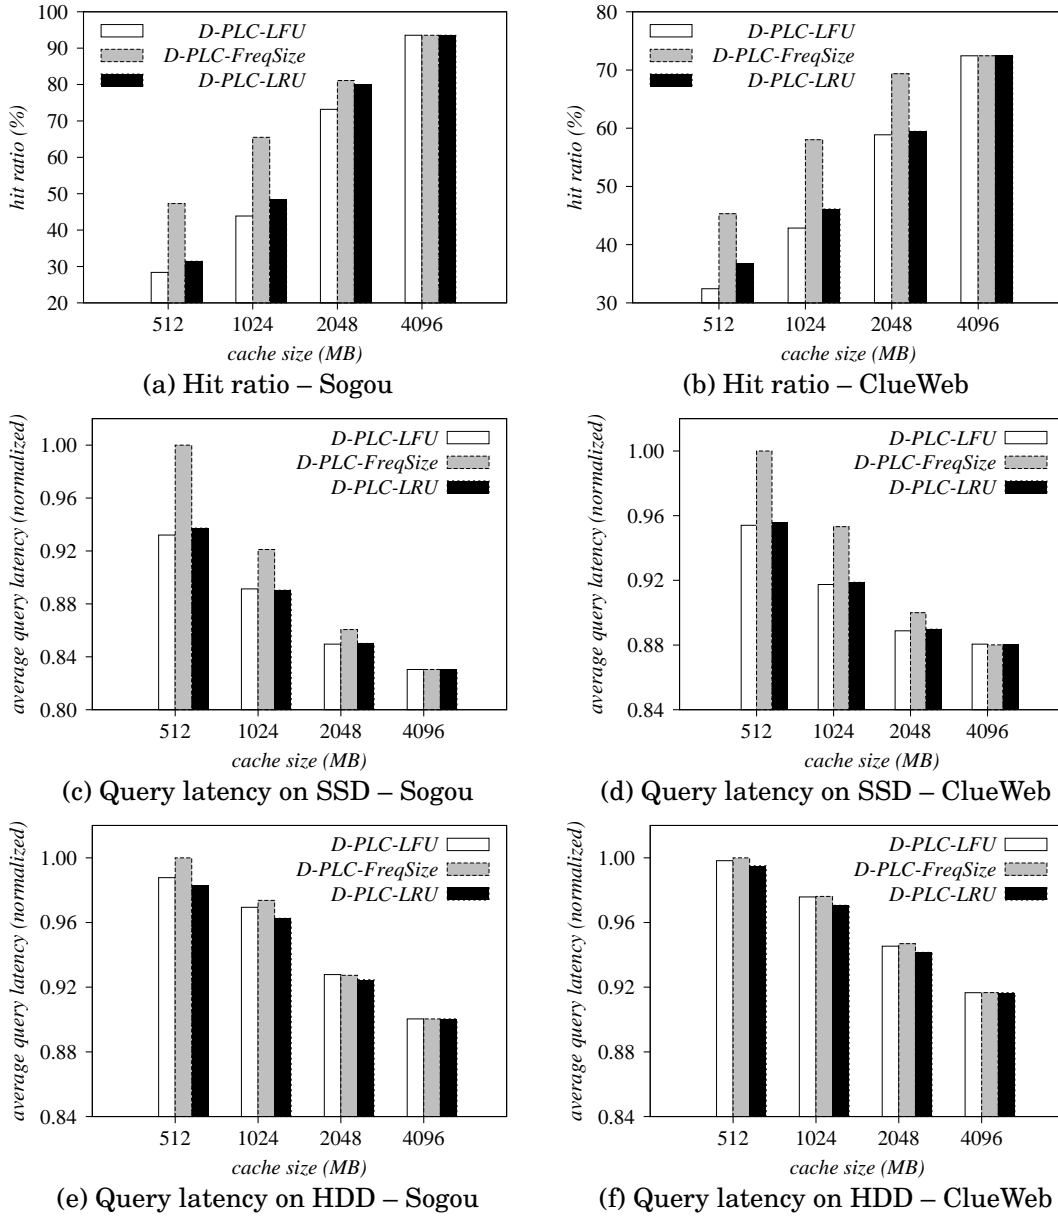 100
90
80
70
60
50
40
30
20
hit ratio (%)
D-PLC-LFU
D-PLC-FreqSize
D-PLC-LRU
512 1024 2048 4096
cache size (MB)
(a) Hit ratio – Sogou
80
70
60
50
40
30
hit ratio (%)
D-PLC-LFU
D-PLC-FreqSize
D-PLC-LRU
512 1024 2048 4096
cache size (MB)
(b) Hit ratio – ClueWeb
1.00
0.96
0.92
0.88
0.84
0.80
average query latency (normalized)
D-PLC-LFU
D-PLC-FreqSize
D-PLC-LRU
512 1024 2048 4096
cache size (MB)
(c) Query latency on SSD – Sogou
1.00
0.96
0.92
0.88
0.84
average query latency (normalized)
D-PLC-LFU
D-PLC-FreqSize
D-PLC-LRU
512 1024 2048 4096
cache size (MB)
(d) Query latency on SSD – ClueWeb
1.00
0.96
0.92
0.88
0.84
average query latency (normalized)
D-PLC-LFU
D-PLC-FreqSize
D-PLC-LRU
512 1024 2048 4096
cache size (MB)
(e) Query latency on HDD – Sogou
1.00
0.96
0.92
0.88
0.84
average query latency (normalized)
D-PLC-LFU
D-PLC-FreqSize
D-PLC-LRU
512 1024 2048 4096
cache size (MB)
(f) Query latency on HDD – ClueWeb